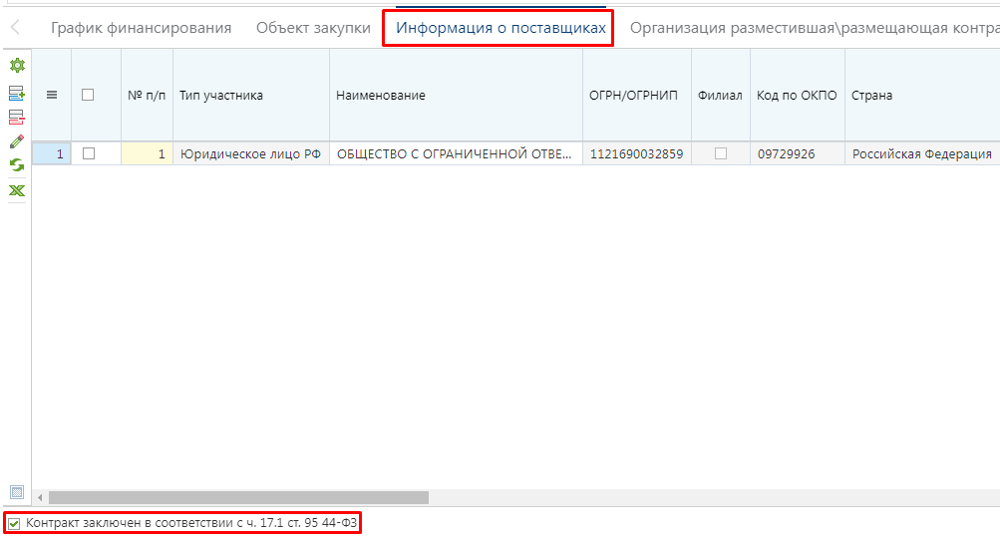 График финансирования Объект закупки Информация о поставщиках Организация разместившая\размещающая контра
№ п/п Тип участника Наименование ОГРН/ОГРНИП Филиал Код по ОКПО Страна
1 1 Юридическое лицо РФ ОБЩЕСТВО С ОГРАНИЧЕННОЙ ОТВЕ... 1121690032859 09729926 Российская Федерация
Контракт заключен в соответствии с ч. 17.1 ст. 95 44-ФЗ